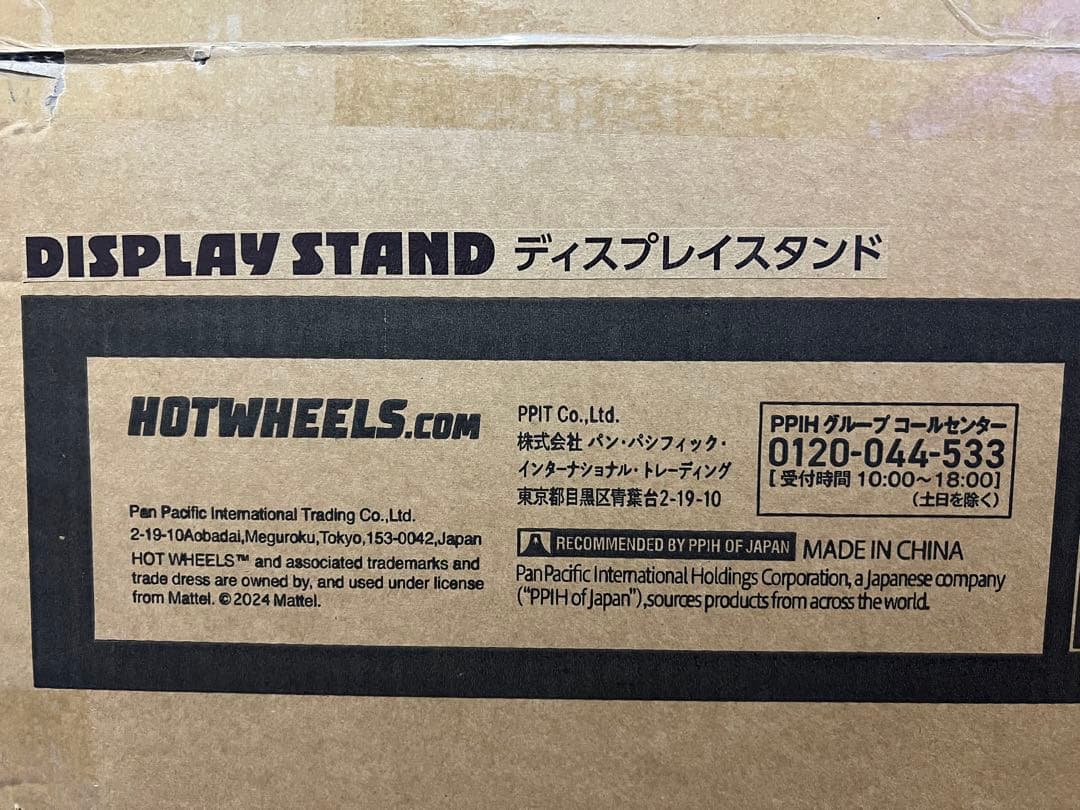 DISPLAY STAND ディスプレイスタンド
HOTWHEELS.COM
Pan Pacific International Trading Co.,Ltd.
2-19-10Aobadai,Meguroku,Tokyo,153-0042,Japan
HOT WHEELS™ and associated trademarks and
trade dress are owned by, and used under license
from Mattel. ©2024 Mattel.
PPIT Co.,Ltd.
株式会社 パン・パシフィック・
インターナショナル・トレーディング
東京都目黒区青葉台2-19-10
PPIH グループ コールセンター
0120-044-533
[受付時間 10:00～18:00]
(土日を除く)
RECOMMENDED BY PPIH OF JAPAN MADE IN CHINA
Pan Pacific International Holdings Corporation, a Japanese company
("PPIH of Japan"),sources products from across the world.